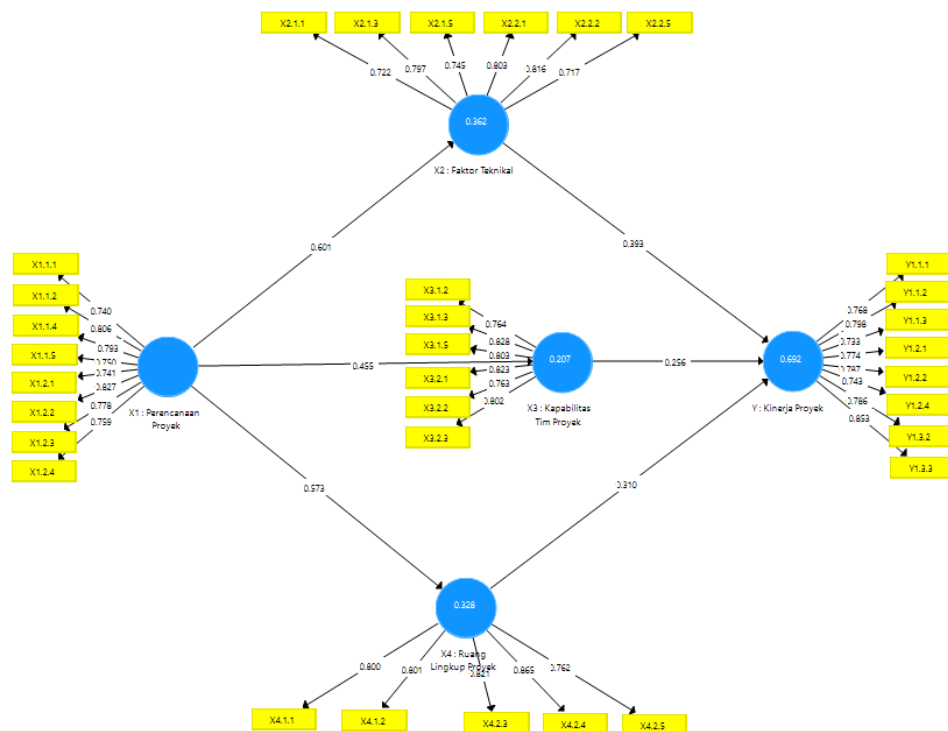 X2.1.1
X2.1.3
X2.1.5
X2.2.1
X2.2.2
X2.2.5
0.722
0.797
0.745
0.803
0.816
0.717
0.362
X2 : Faktor Teknikal
0.601
0.393
X1.1.1
X1.1.2
X1.1.4
X1.1.5
X1.2.1
X1.2.2
X1.2.3
X1.2.4
0.740
0.806
0.793
0.750
0.741
0.827
0.778
0.759
X1 : Perencanaan
Proyek
0.455
X3.1.2
X3.1.3
X3.1.5
X3.2.1
X3.2.2
X3.2.3
0.764
0.828
0.803
0.823
0.763
0.802
0.207
X3 : Kapabilitas
Tim Proyek
0.256
0.692
Y : Kinerja Proyek
Y1.1.1
Y1.1.2
Y1.1.3
Y1.2.1
Y1.2.2
Y1.2.4
Y1.3.2
Y1.3.3
0.768
0.798
0.733
0.774
0.787
0.743
0.786
0.853
0.573
0.310
0.328
X4 : Ruang
Lingkup Proyek
0.800
0.801
0.821
0.865
0.762
X4.1.1
X4.1.2
X4.2.3
X4.2.4
X4.2.5